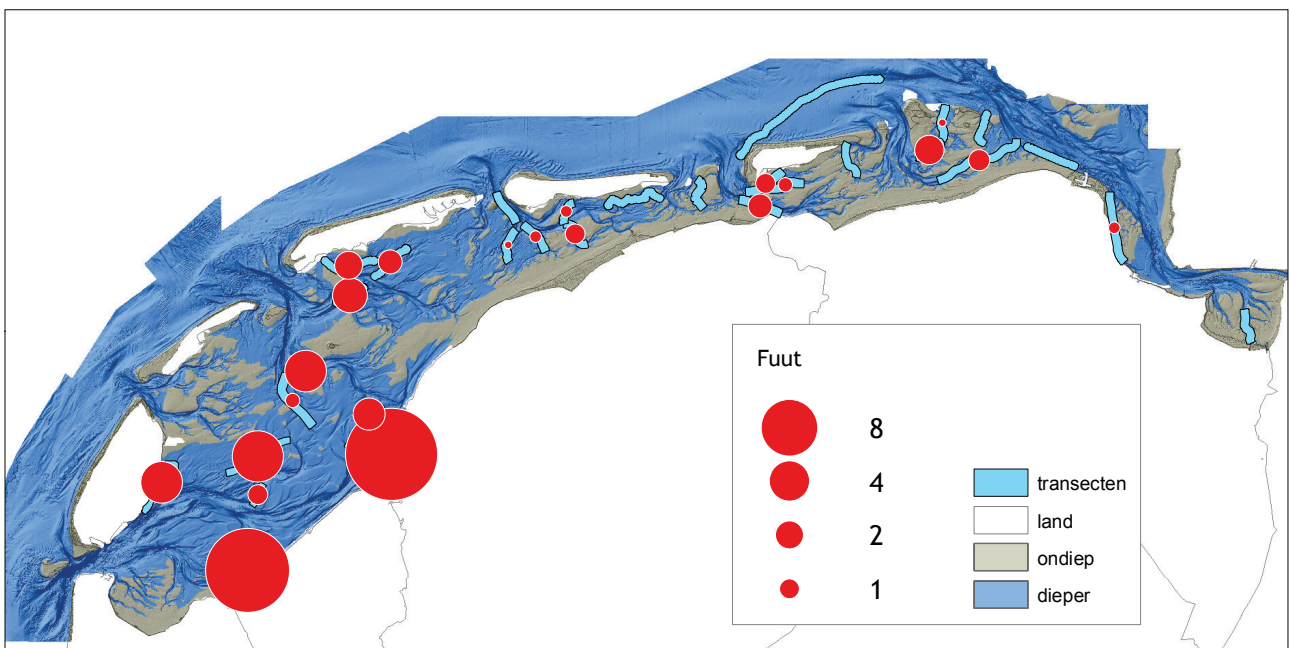 Fuut
8
4
2
1
transecten
land
ondiep
dieper